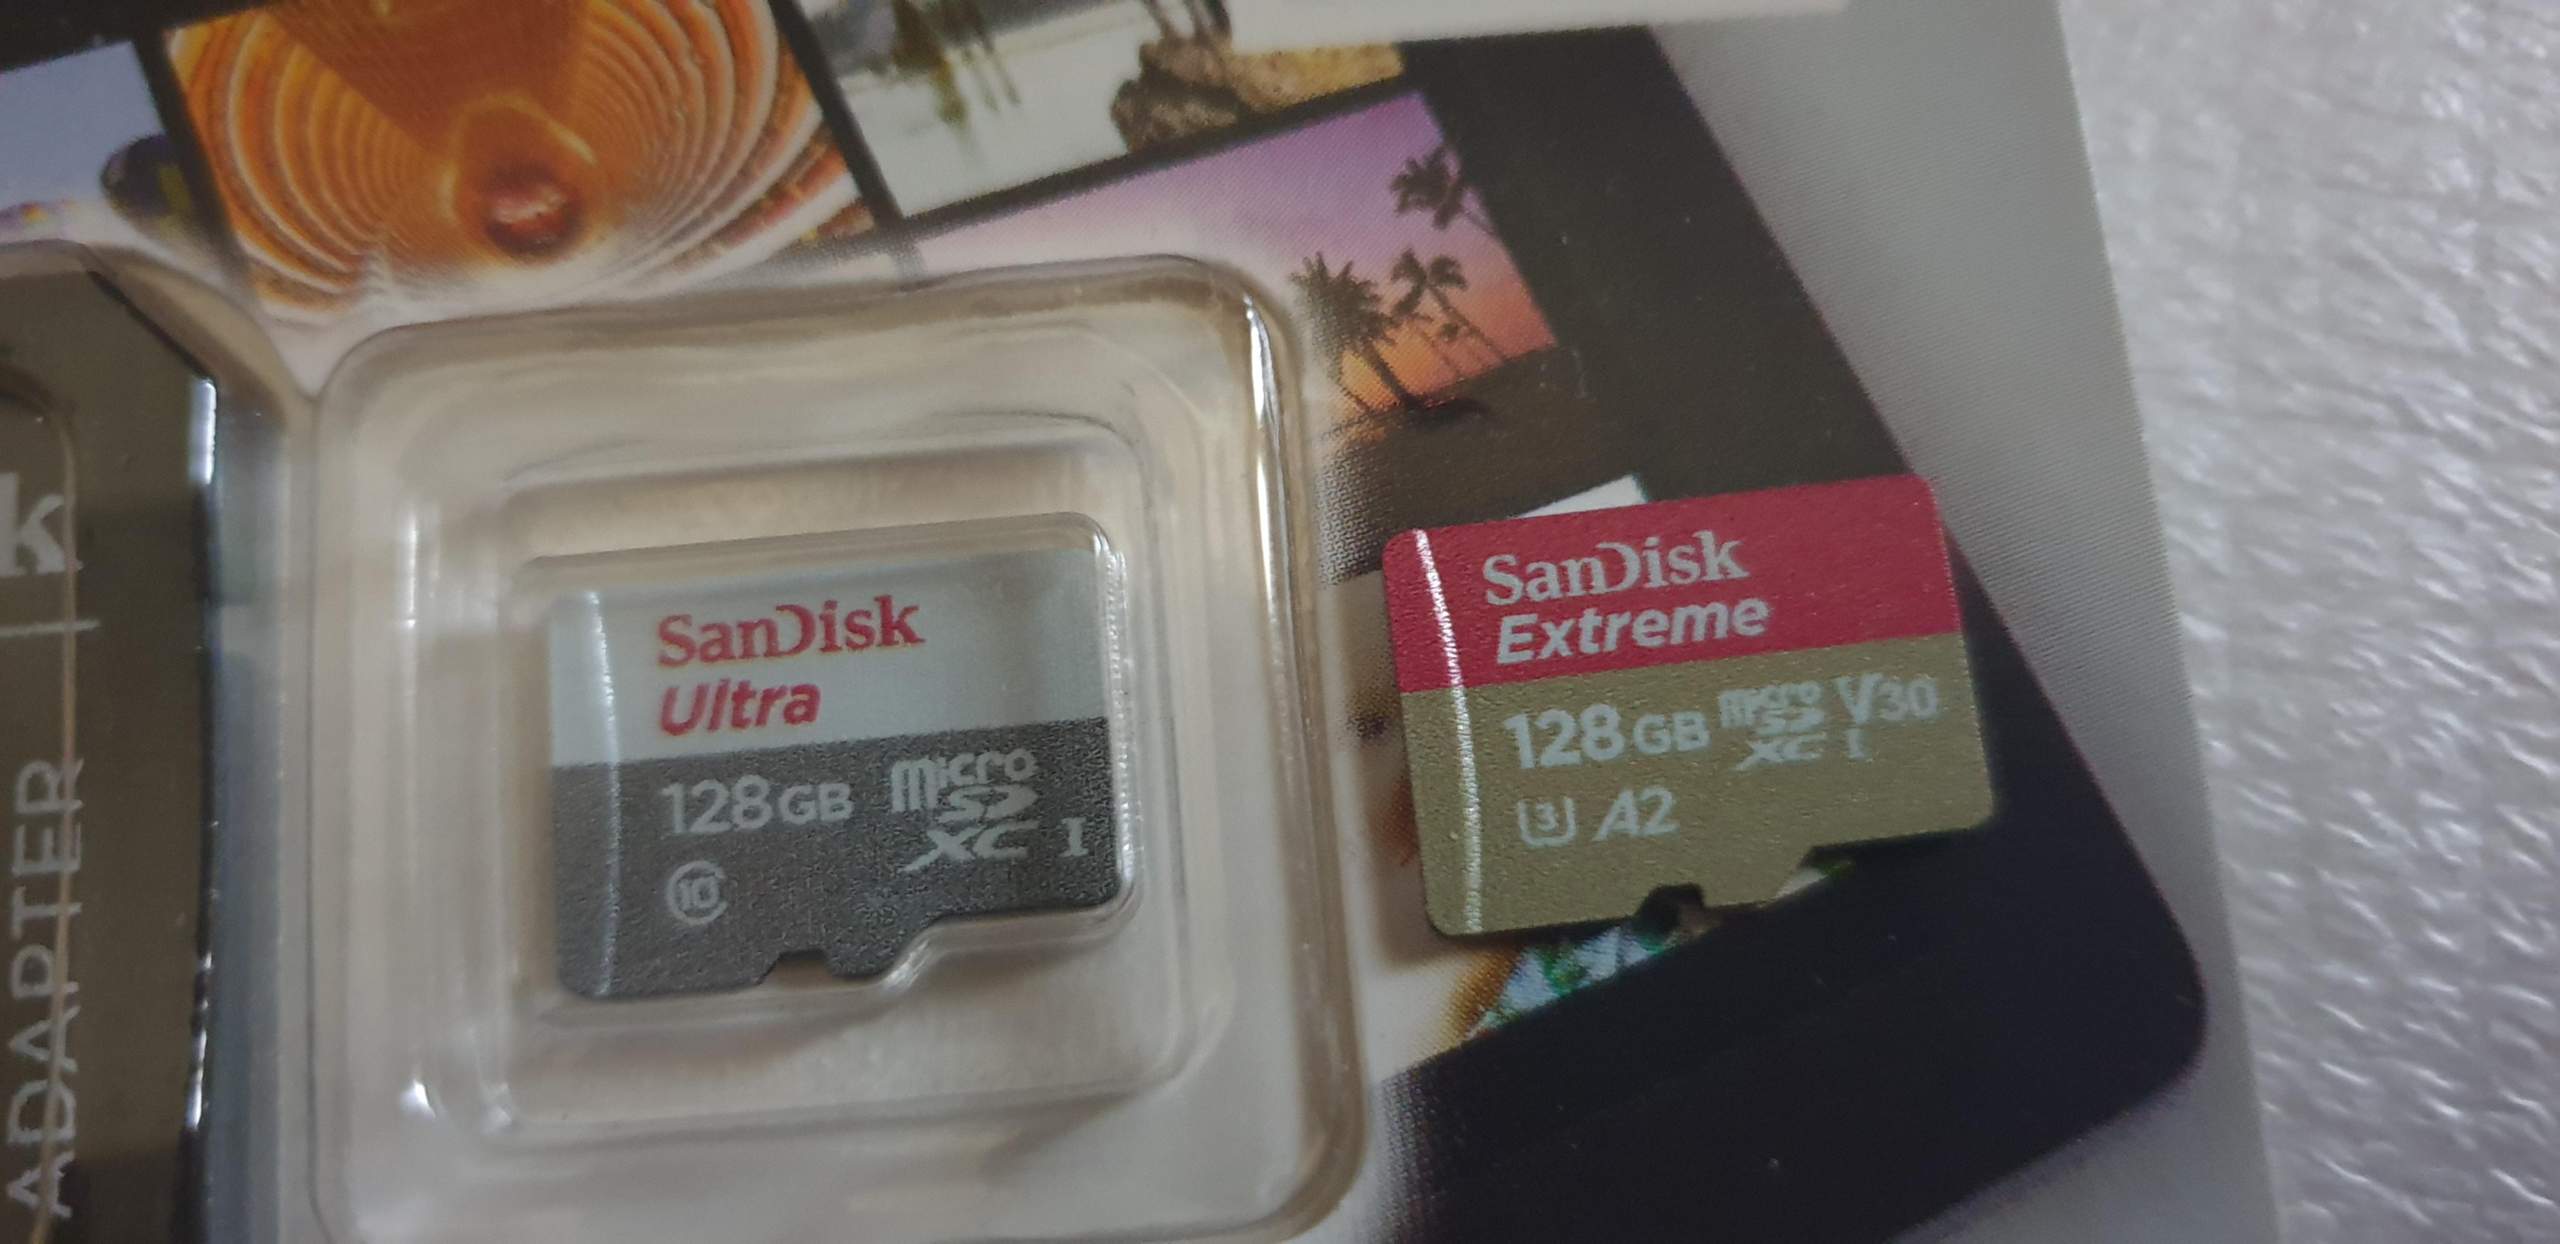 k
ADAPTER
SanDisk
Ultra
128GB micro SD XC I
10
SanDisk
Extreme
128GB micro SD XC I V30
3 A2